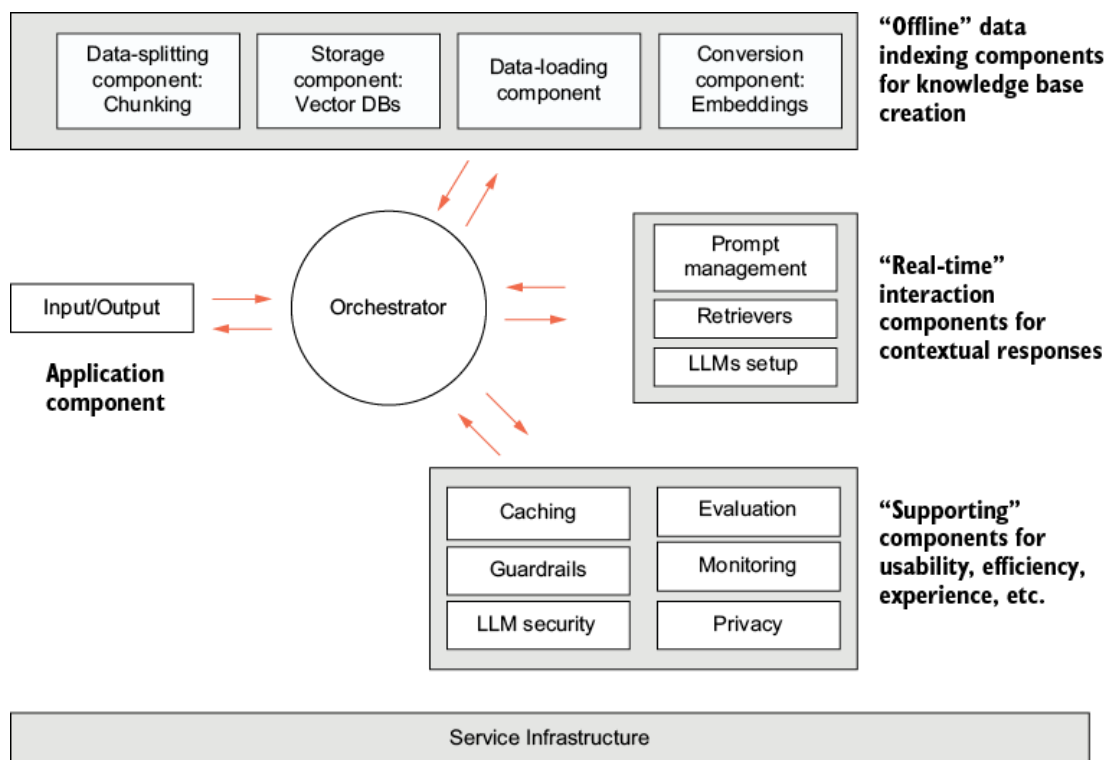 Data-splitting
component:
Chunking
Storage
component:
Vector DBs
Data-loading
component
Conversion
component:
Embeddings
“Offline” data
indexing components
for knowledge base
creation
Input/Output
Application
component
Orchestrator
Prompt
management
Retrievers
LLMs setup
“Real-time”
interaction
components for
contextual responses
Caching
Evaluation
Guardrails
Monitoring
LLM security
Privacy
“Supporting”
components for
usability, efficiency,
experience, etc.
Service Infrastructure